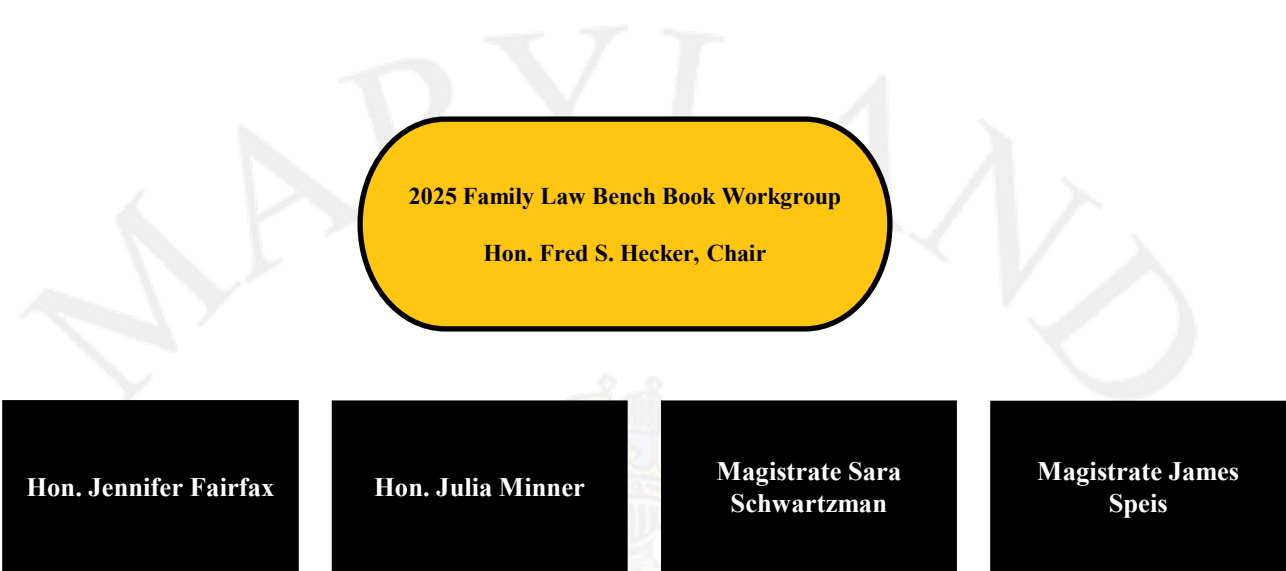 MARYLAND
2025 Family Law Bench Book Workgroup
Hon. Fred S. Hecker, Chair
Hon. Jennifer Fairfax
Hon. Julia Minner
Magistrate Sara
Schwartzman
Magistrate James
Speis